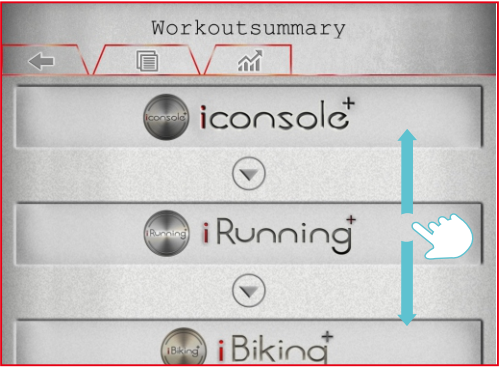 Workoutsummary
iconsole+ iconsole+
iRunning+ iRunning+
iBiking+ iBiking+